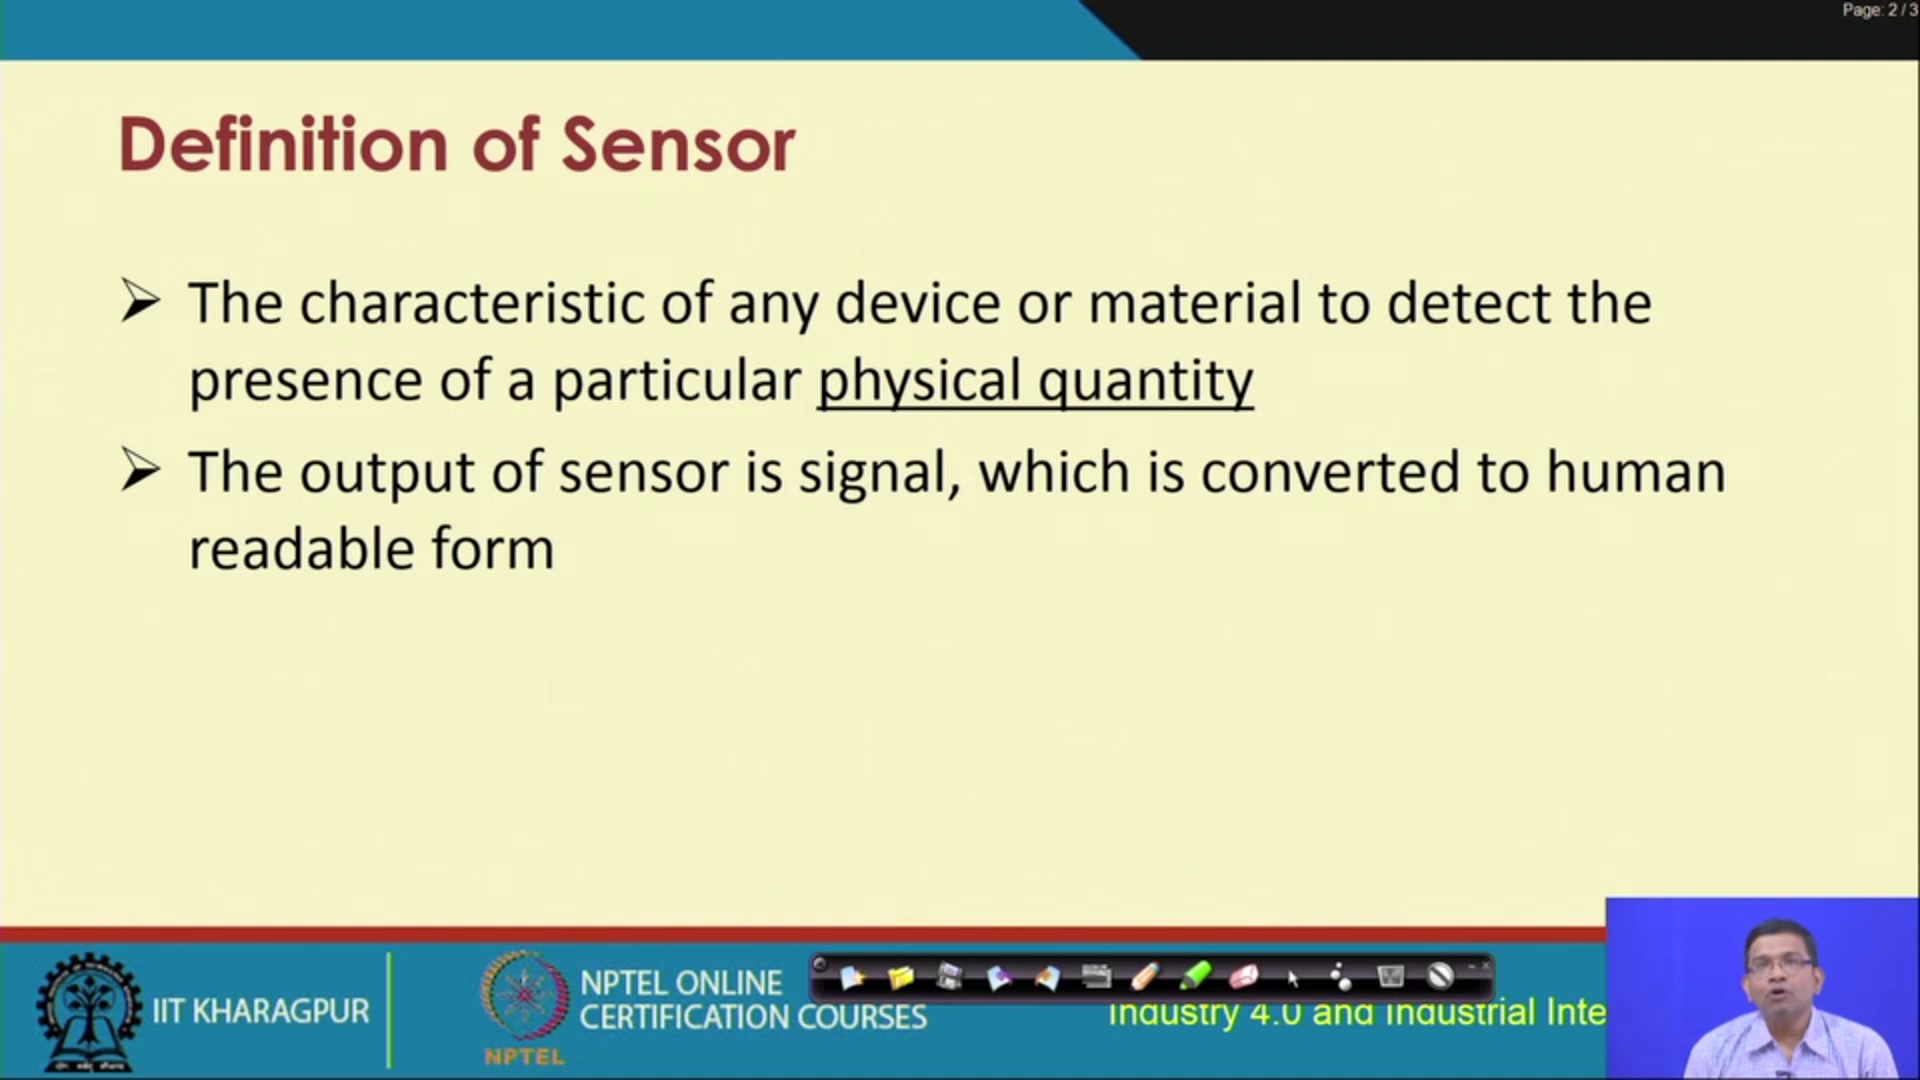 Page: 2 / 3
Definition of Sensor
➢ The characteristic of any device or material to detect the
presence of a particular physical quantity
➢ The output of sensor is signal, which is converted to human
readable form
IIT KHARAGPUR
NPTEL ONLINE
CERTIFICATION COURSES
NPTEL
Industry 4.0 and Industrial Inte